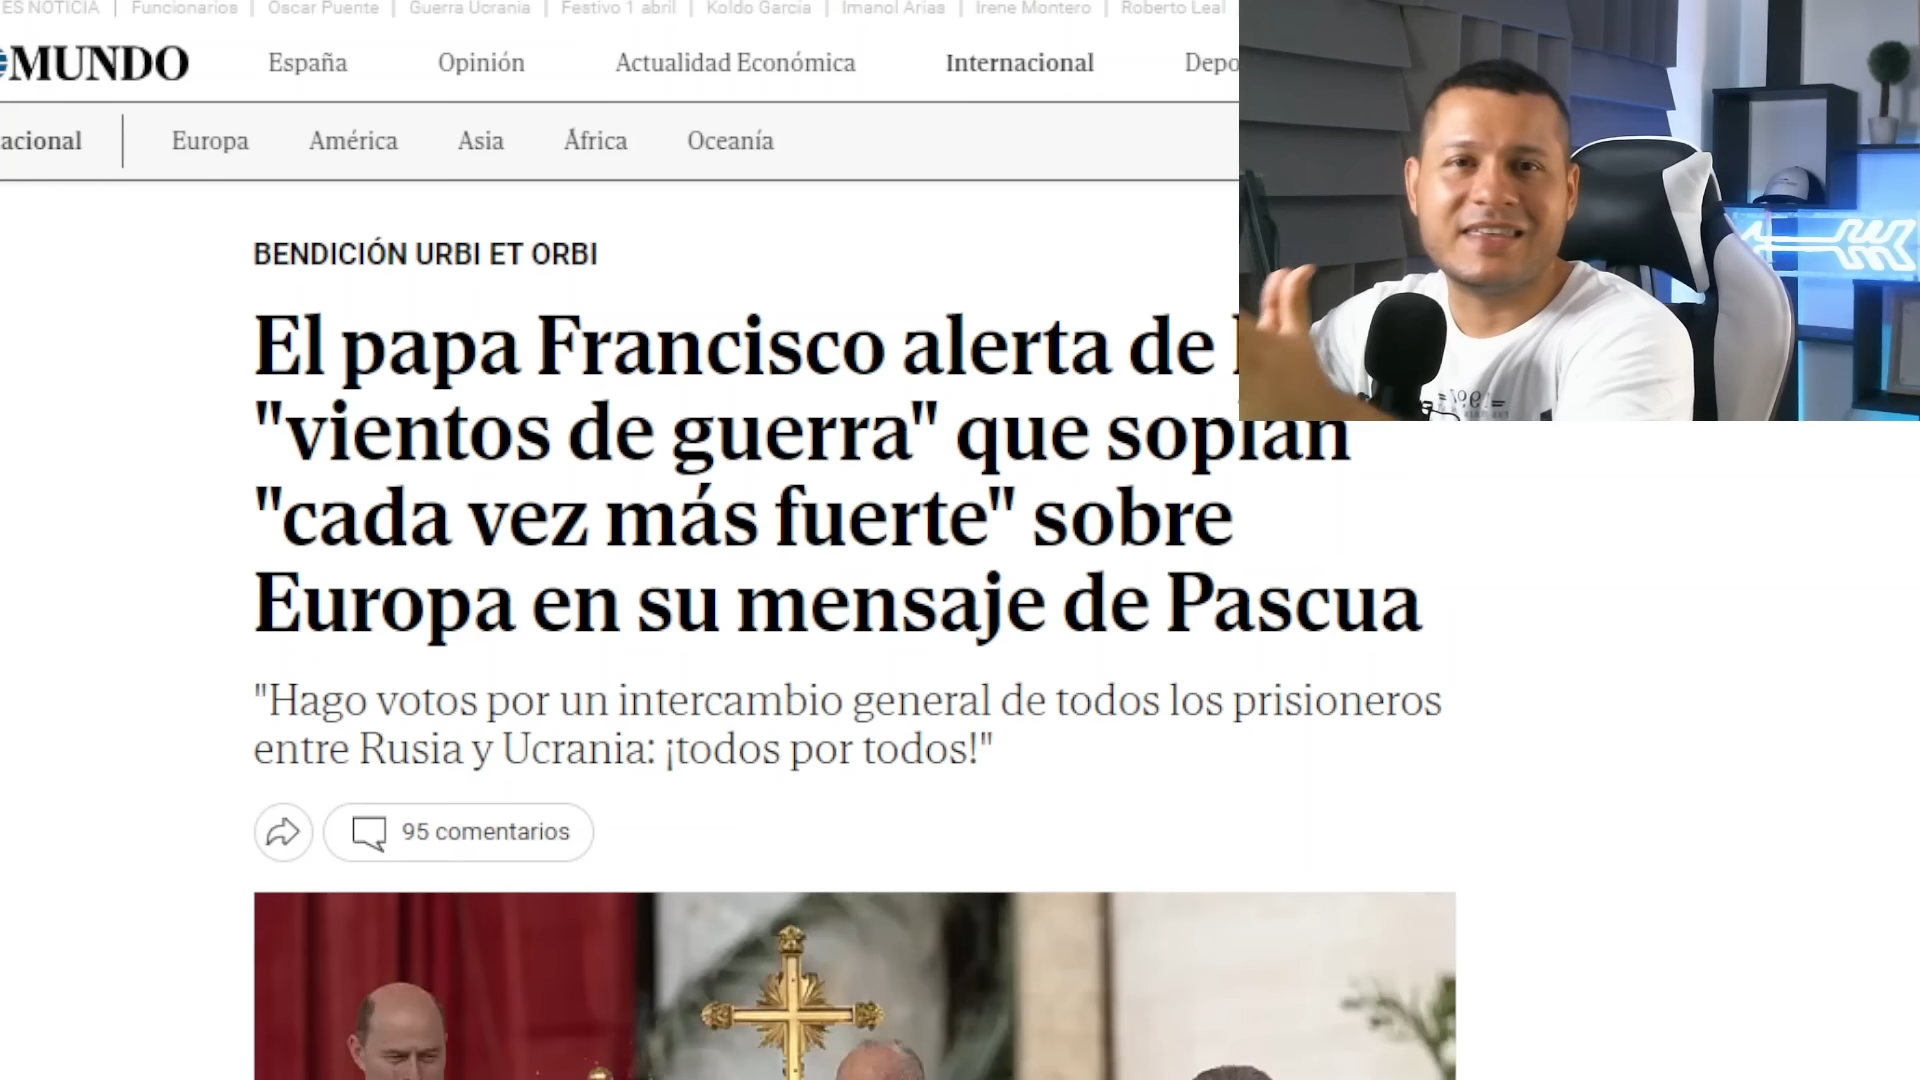 ES NOTICIA | Funcionarios | Óscar Puente | Guerra Ucrania | Festivo 1 abril | Koldo García | Imanol Arias | Irene Montero | Roberto Leal
MUNDO España Opinión Actualidad Económica Internacional Depo
acional Europa América Asia África Oceanía
BENDICIÓN URBI ET ORBI
El papa Francisco alerta de
"vientos de guerra" que soplan
"cada vez más fuerte" sobre
Europa en su mensaje de Pascua
"Hago votos por un intercambio general de todos los prisioneros
entre Rusia y Ucrania: ¡todos por todos!"
95 comentarios